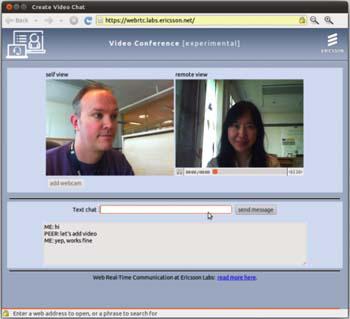 Create Video Chat
Back
https://webrtc.labs.ericsson.net/
Video Conference [experimental]
ERICSSON
self view
remote view
00:00/00:00
add webcam
Text chat
send message
ME: hi
PEER: let's add video
ME: yep, works fine
Web Real-Time Communication at Ericsson Labs: read more here.
Enter a web address to open, or a phrase to search for